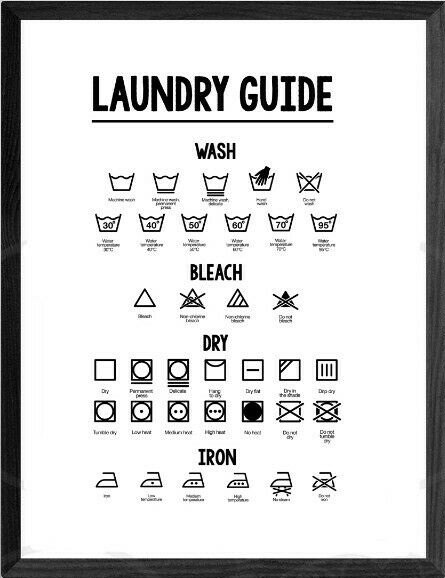 LAUNDRY GUIDE
WASH
Machine wash Machine wash, permanent press Machine wash, delicate Hand wash Do not wash
30° 40° 50° 60° 70° 95°
Water temperature 30°C Water temperature 40°C Water temperature 50°C Water temperature 60°C Water temperature 70°C Water temperature 95°C
BLEACH
Bleach Non-chlorine bleach Non-chlorine bleach Do not bleach
DRY
Dry Permanent press Delicate Hang to dry Dry flat Dry in the shade Drip dry
Tumble dry Low heat Medium heat High heat No heat Do not dry Do not tumble dry
IRON
Iron Low temperature Medium temperature High temperature No steam Do not iron